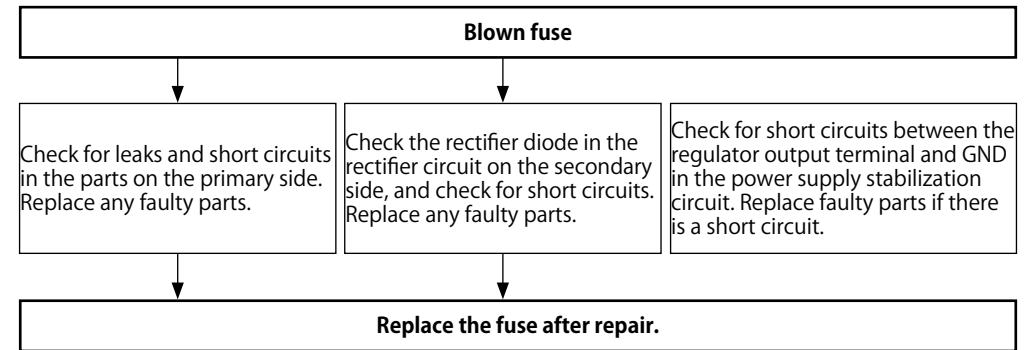 Blown fuse
Check for leaks and short circuits
in the parts on the primary side.
Replace any faulty parts.
Check the rectifier diode in the
rectifier circuit on the secondary
side, and check for short circuits.
Replace any faulty parts.
Check for short circuits between the
regulator output terminal and GND
in the power supply stabilization
circuit. Replace faulty parts if there
is a short circuit.
Replace the fuse after repair.